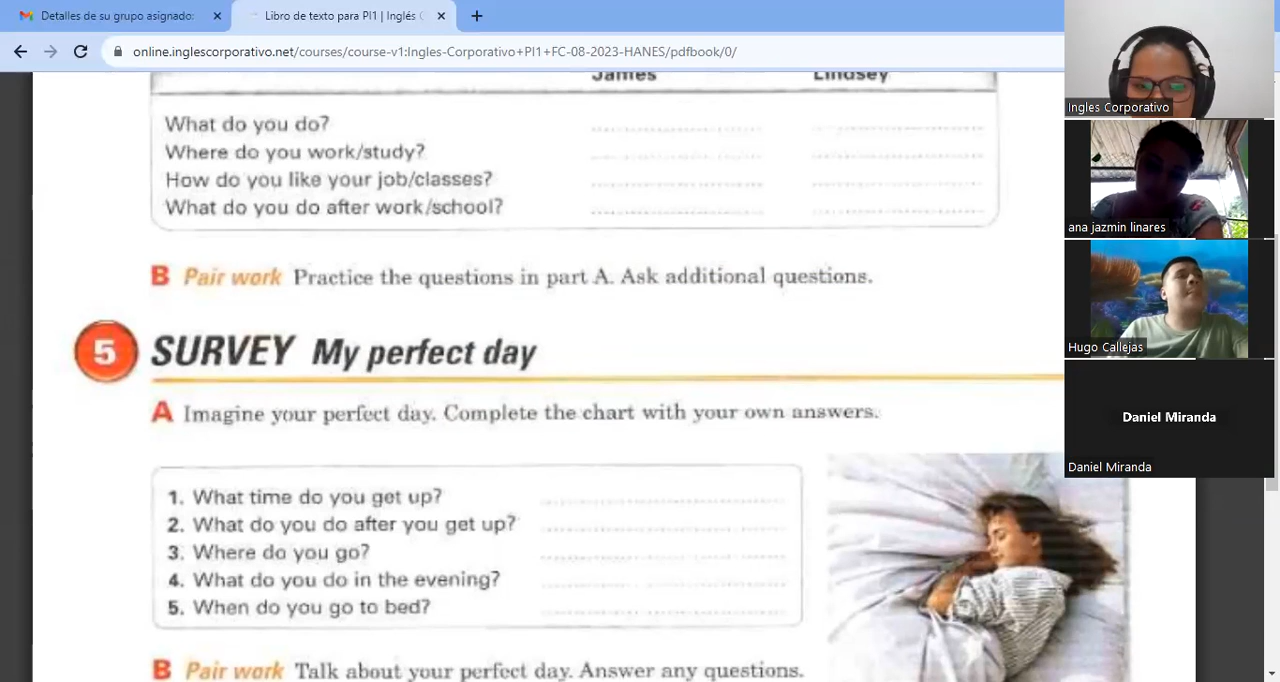 Detalles de su grupo asignado:
Libro de texto para PI1 | Inglés C
online.inglescorporativo.net/courses/course-v1:Ingles-Corporativo+PI1+FC-08-2023-HANES/pdfbook/0/
James Lindsey
What do you do?
Where do you work/study?
How do you like your job/classes?
What do you do after work/school?
B Pair work Practice the questions in part A. Ask additional questions.
5 SURVEY My perfect day
A Imagine your perfect day. Complete the chart with your own answers.
1. What time do you get up?
2. What do you do after you get up?
3. Where do you go?
4. What do you do in the evening?
5. When do you go to bed?
B Pair work Talk about your perfect day. Answer any questions.
Ingles Corporativo
ana jazmin linares
Hugo Callejas
Daniel Miranda
Daniel Miranda